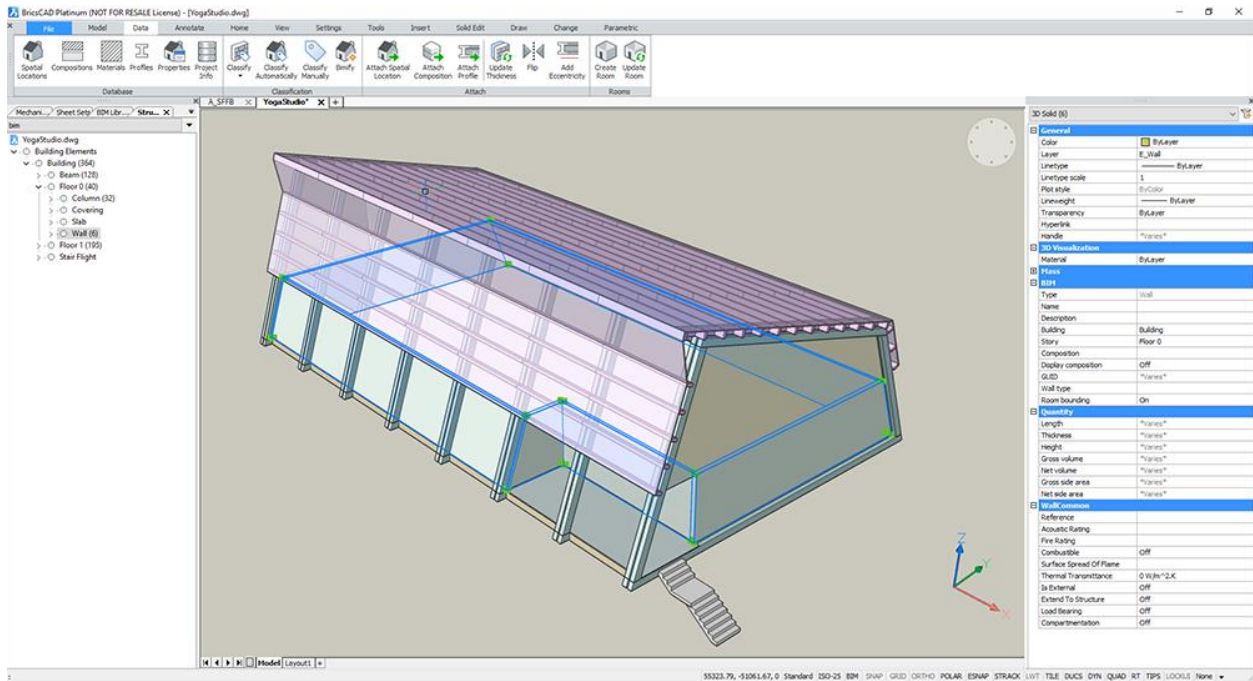 BricsCAD Platinum (NOT FOR RESALE License) - [YogaStudio.dwg]
File Model Data Annotate Home View Settings Tools Insert Solid Edit Draw Change Parametric
Spatial Locations Compositions Materials Profiles Properties Project Info
Classify Classify Automatically Classify Manually Bimify
Attach Spatial Location Attach Composition Attach Profile Update Thickness Flip Add Eccentricity
Create Room Update Room
Database Classification Attach Rooms
A_SFFB YogaStudio*
Mechani... Sheet Setp BIM Libr... Stru...
bim
YogaStudio.dwg
Building Elements
Building (364)
Beam (128)
Floor 0 (40)
Column (32)
Covering
Slab
Wall (6)
Floor 1 (195)
Stair Flight
Z
Y
X
3D Solid (6)
General
Color ByLayer
Layer E_Wall
Linetype ByLayer
Linetype scale 1
Plot style ByColor
Lineweight ByLayer
Transparency ByLayer
Hyperlink
Handle *Varies*
3D Visualization
Material ByLayer
Mass
BIM
Type Wall
Name
Description
Building Building
Story Floor 0
Composition
Display composition Off
GUID *Varies*
Wall type
Room bounding On
Quantity
Length *Varies*
Thickness *Varies*
Height *Varies*
Gross volume *Varies*
Net volume *Varies*
Gross side area *Varies*
Net side area *Varies*
WallCommon
Reference
Acoustic Rating
Fire Rating
Combustible Off
Surface Spread Of Flame
Thermal Transmittance 0 W/m^2.K
Is External Off
Extend To Structure Off
Load Bearing Off
Compartmentation Off
Model Layout1
: 55323.79, -51061.67, 0 Standard ISO-25 BIM SNAP GRID ORTHO POLAR ESNAP STRACK LWT TILE DUCS DYN QUAD RT TIPS LOCKUI None